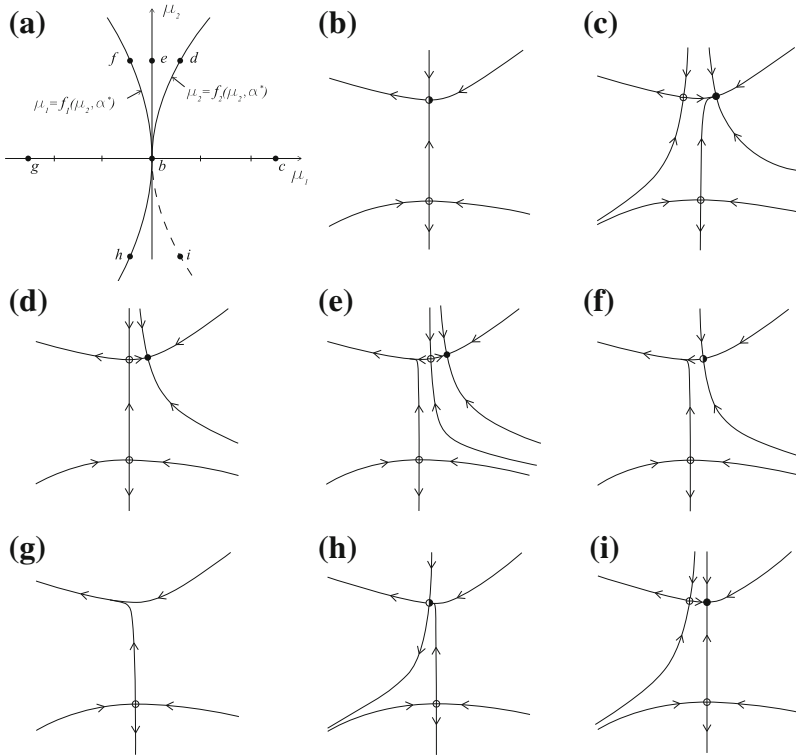 (a)
μ₂
f
e
d
μ₁=f₁(μ₂,α*)
μ₂=f₂(μ₂,α*)
g
b
c
μ₁
h
i
(b)
(c)
(d)
(e)
(f)
(g)
(h)
(i)